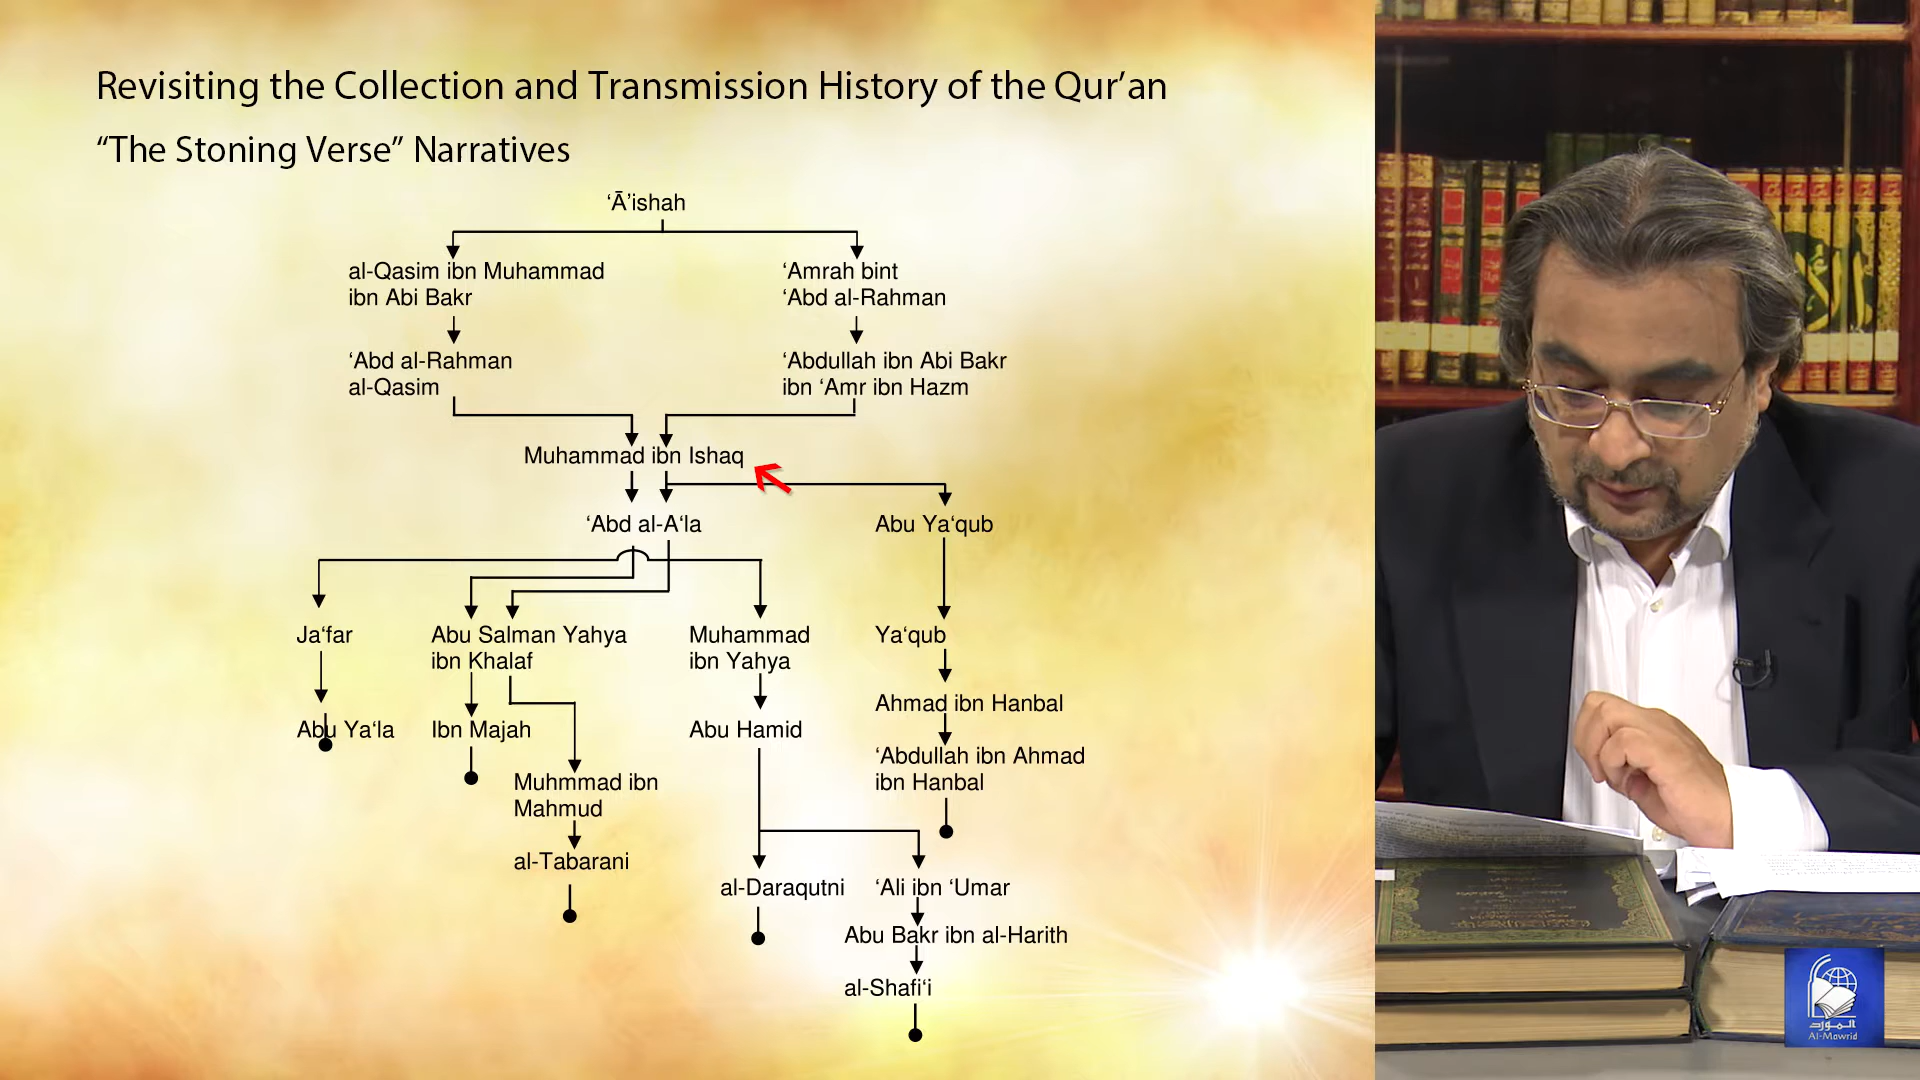 Revisiting the Collection and Transmission History of the Qur’an
“The Stoning Verse” Narratives
‘Ā’ishah
al-Qasim ibn Muhammad
ibn Abi Bakr
‘Amrah bint
‘Abd al-Rahman
‘Abd al-Rahman
al-Qasim
‘Abdullah ibn Abi Bakr
ibn ‘Amr ibn Hazm
Muhammad ibn Ishaq
‘Abd al-A‘la
Abu Ya‘qub
Ja‘far
Abu Salman Yahya
ibn Khalaf
Muhammad
ibn Yahya
Ya‘qub
Abu Ya‘la
Ibn Majah
Abu Hamid
Ahmad ibn Hanbal
‘Abdullah ibn Ahmad
ibn Hanbal
Muhmmad ibn
Mahmud
al-Tabarani
al-Daraqutni
‘Ali ibn ‘Umar
Abu Bakr ibn al-Harith
al-Shafi‘i
المورد
Al-Mawrid